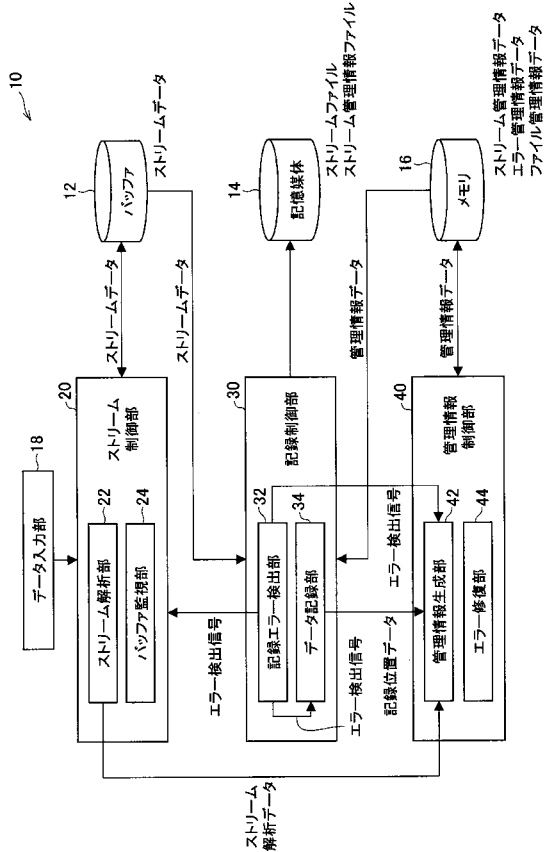 10
18
データ入力部
20
ストリーム
制御部
22
ストリーム解析部
24
バッファ監視部
ストリームデータ
12
バッファ
ストリームデータ
ストリームデータ
エラー検出信号
30
記録制御部
32
記録エラー検出部
34
データ記録部
エラー検出信号
14
記憶媒体
ストリームファイル
ストリーム管理情報ファイル
管理情報データ
エラー検出信号
記録位置データ
40
管理情報
制御部
42
管理情報生成部
44
エラー修復部
管理情報データ
16
メモリ
ストリーム管理情報データ
エラー管理情報データ
ファイル管理情報データ
ストリーム
解析データ